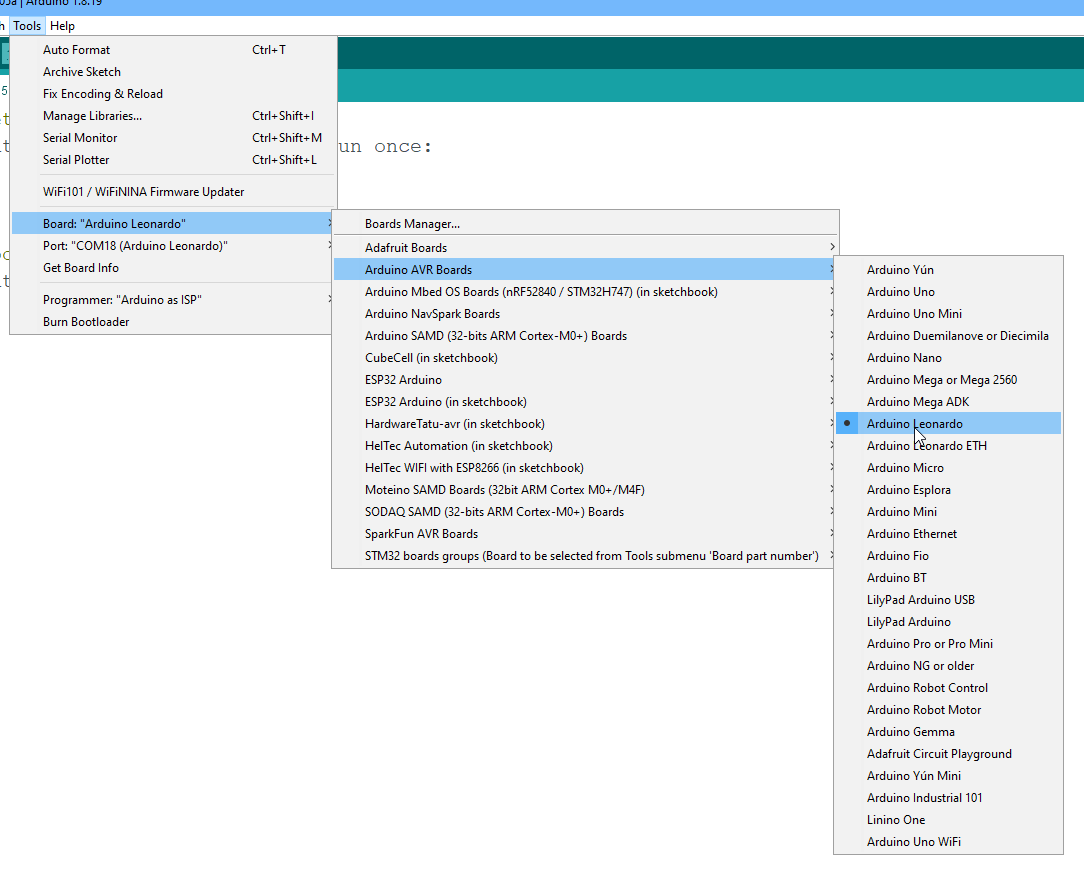 05a | Arduino 1.8.19
Tools Help
Auto Format Ctrl+T
Archive Sketch
Fix Encoding & Reload
Manage Libraries... Ctrl+Shift+I
Serial Monitor Ctrl+Shift+M
Serial Plotter Ctrl+Shift+L
un once:
WiFi101 / WiFiNINA Firmware Updater
Board: "Arduino Leonardo"
Port: "COM18 (Arduino Leonardo)"
Get Board Info
Programmer: "Arduino as ISP"
Burn Bootloader
Boards Manager...
Adafruit Boards
Arduino AVR Boards
Arduino Mbed OS Boards (nRF52840 / STM32H747) (in sketchbook)
Arduino NavSpark Boards
Arduino SAMD (32-bits ARM Cortex-M0+) Boards
CubeCell (in sketchbook)
ESP32 Arduino
ESP32 Arduino (in sketchbook)
HardwareTatu-avr (in sketchbook)
HelTec Automation (in sketchbook)
HelTec WIFI with ESP8266 (in sketchbook)
Moteino SAMD Boards (32bit ARM Cortex M0+/M4F)
SODAQ SAMD (32-bits ARM Cortex-M0+) Boards
SparkFun AVR Boards
STM32 boards groups (Board to be selected from Tools submenu 'Board part number')
Arduino Yún
Arduino Uno
Arduino Uno Mini
Arduino Duemilanove or Diecimila
Arduino Nano
Arduino Mega or Mega 2560
Arduino Mega ADK
Arduino Leonardo
Arduino Leonardo ETH
Arduino Micro
Arduino Esplora
Arduino Mini
Arduino Ethernet
Arduino Fio
Arduino BT
LilyPad Arduino USB
LilyPad Arduino
Arduino Pro or Pro Mini
Arduino NG or older
Arduino Robot Control
Arduino Robot Motor
Arduino Gemma
Adafruit Circuit Playground
Arduino Yún Mini
Arduino Industrial 101
Linino One
Arduino Uno WiFi